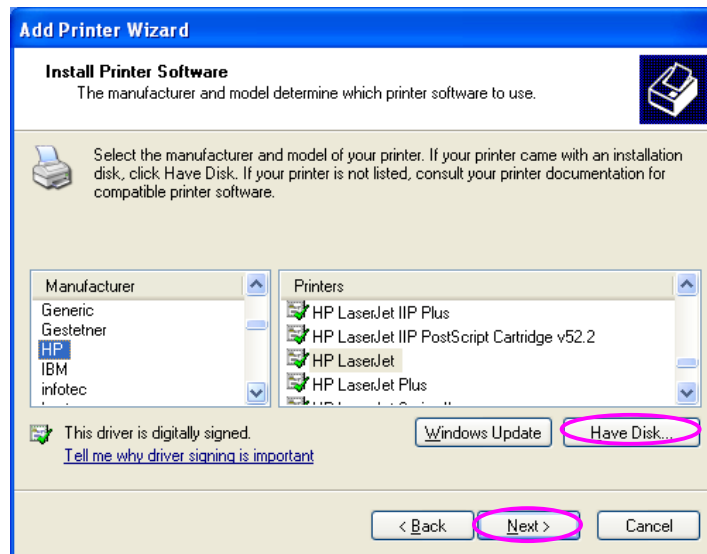 Add Printer Wizard
Install Printer Software
The manufacturer and model determine which printer software to use.
Select the manufacturer and model of your printer. If your printer came with an installation
disk, click Have Disk. If your printer is not listed, consult your printer documentation for
compatible printer software.
Manufacturer
Generic
Gestetner
HP
IBM
infotec
Printers
HP LaserJet IIP Plus
HP LaserJet IIP PostScript Cartridge v52.2
HP LaserJet
HP LaserJet Plus
This driver is digitally signed.
Tell me why driver signing is important
Windows Update
Have Disk...
< Back
Next >
Cancel